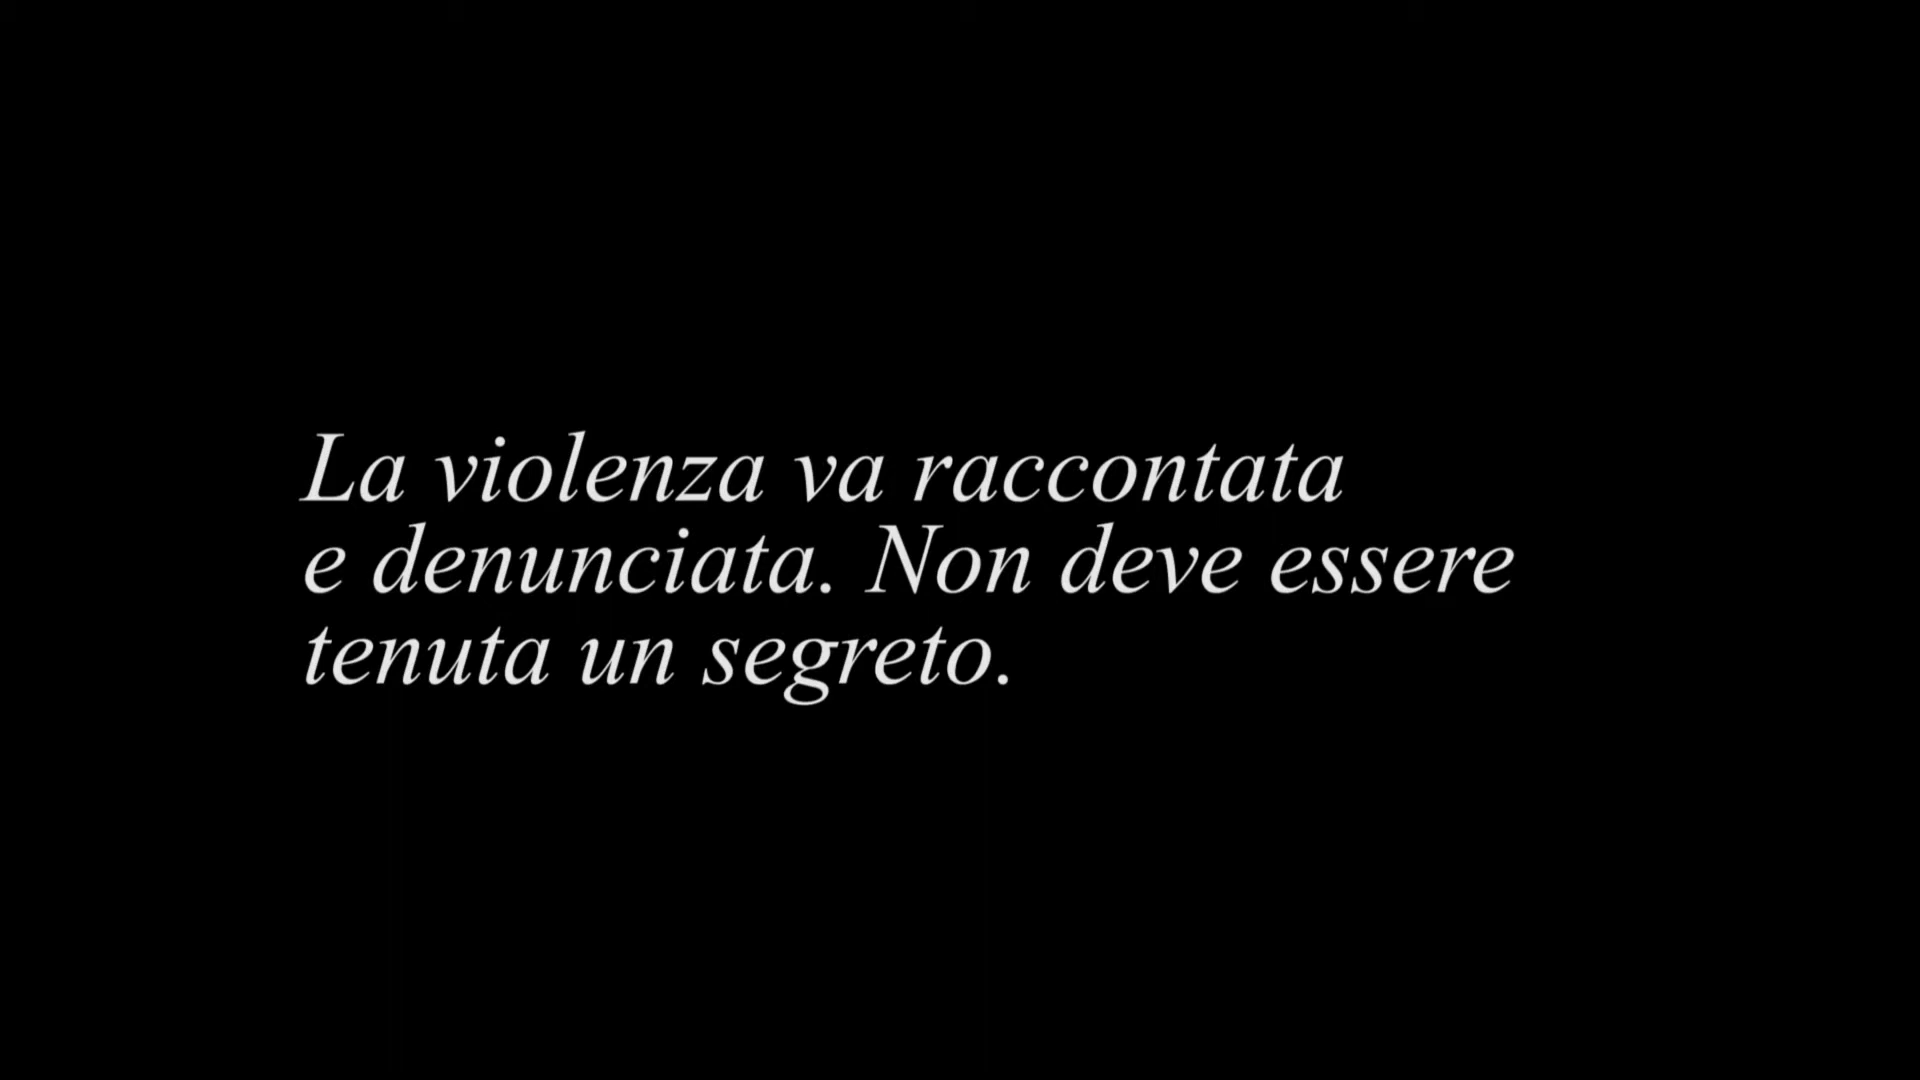 La violenza va raccontata
e denunciata. Non deve essere
tenuta un segreto.